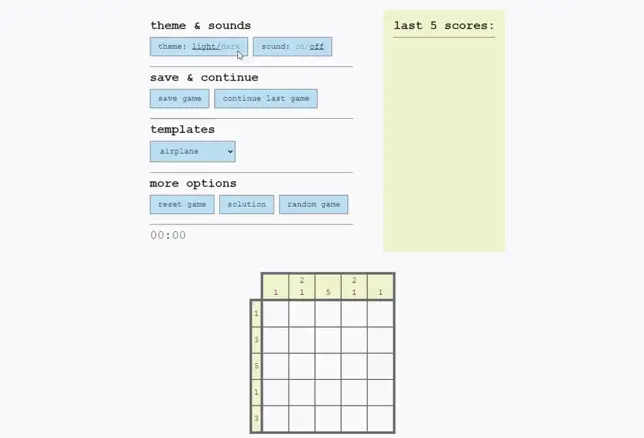 theme & sounds
theme: light/dark
sound: on/off
save & continue
save game
continue last game
templates
airplane
more options
reset game
solution
random game
00:00
last 5 scores:
2 2
1 1 5 1 1
1
3
5
1
3